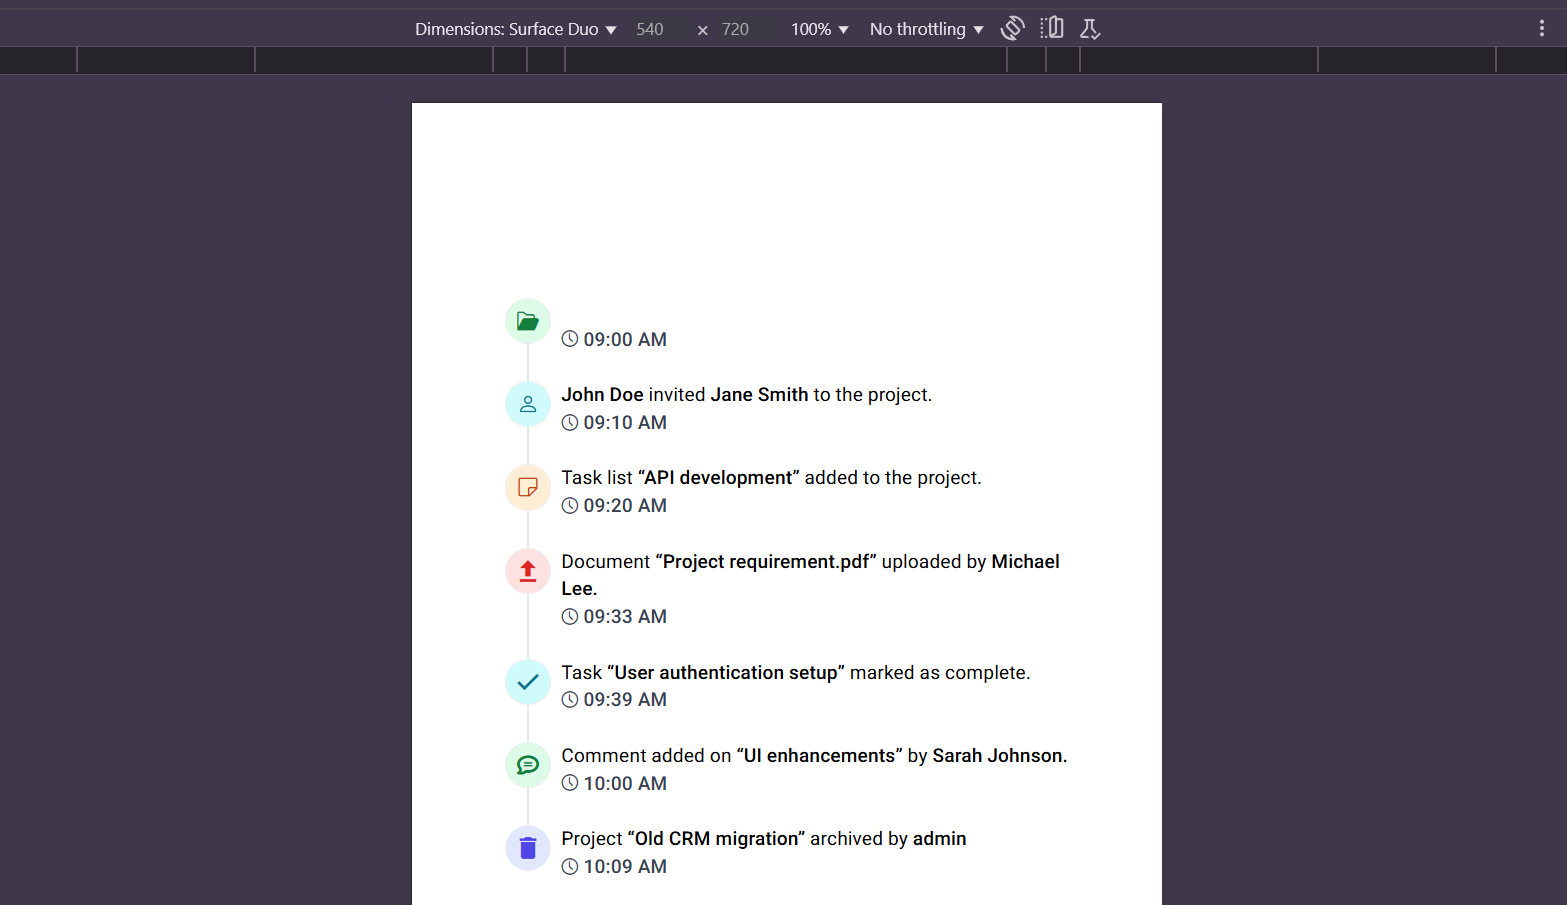 Dimensions: Surface Duo 540 × 720 100% No throttling
09:00 AM
John Doe invited Jane Smith to the project.
09:10 AM
Task list “API development” added to the project.
09:20 AM
Document “Project requirement.pdf” uploaded by Michael
Lee.
09:33 AM
Task “User authentication setup” marked as complete.
09:39 AM
Comment added on “UI enhancements” by Sarah Johnson.
10:00 AM
Project “Old CRM migration” archived by admin
10:09 AM